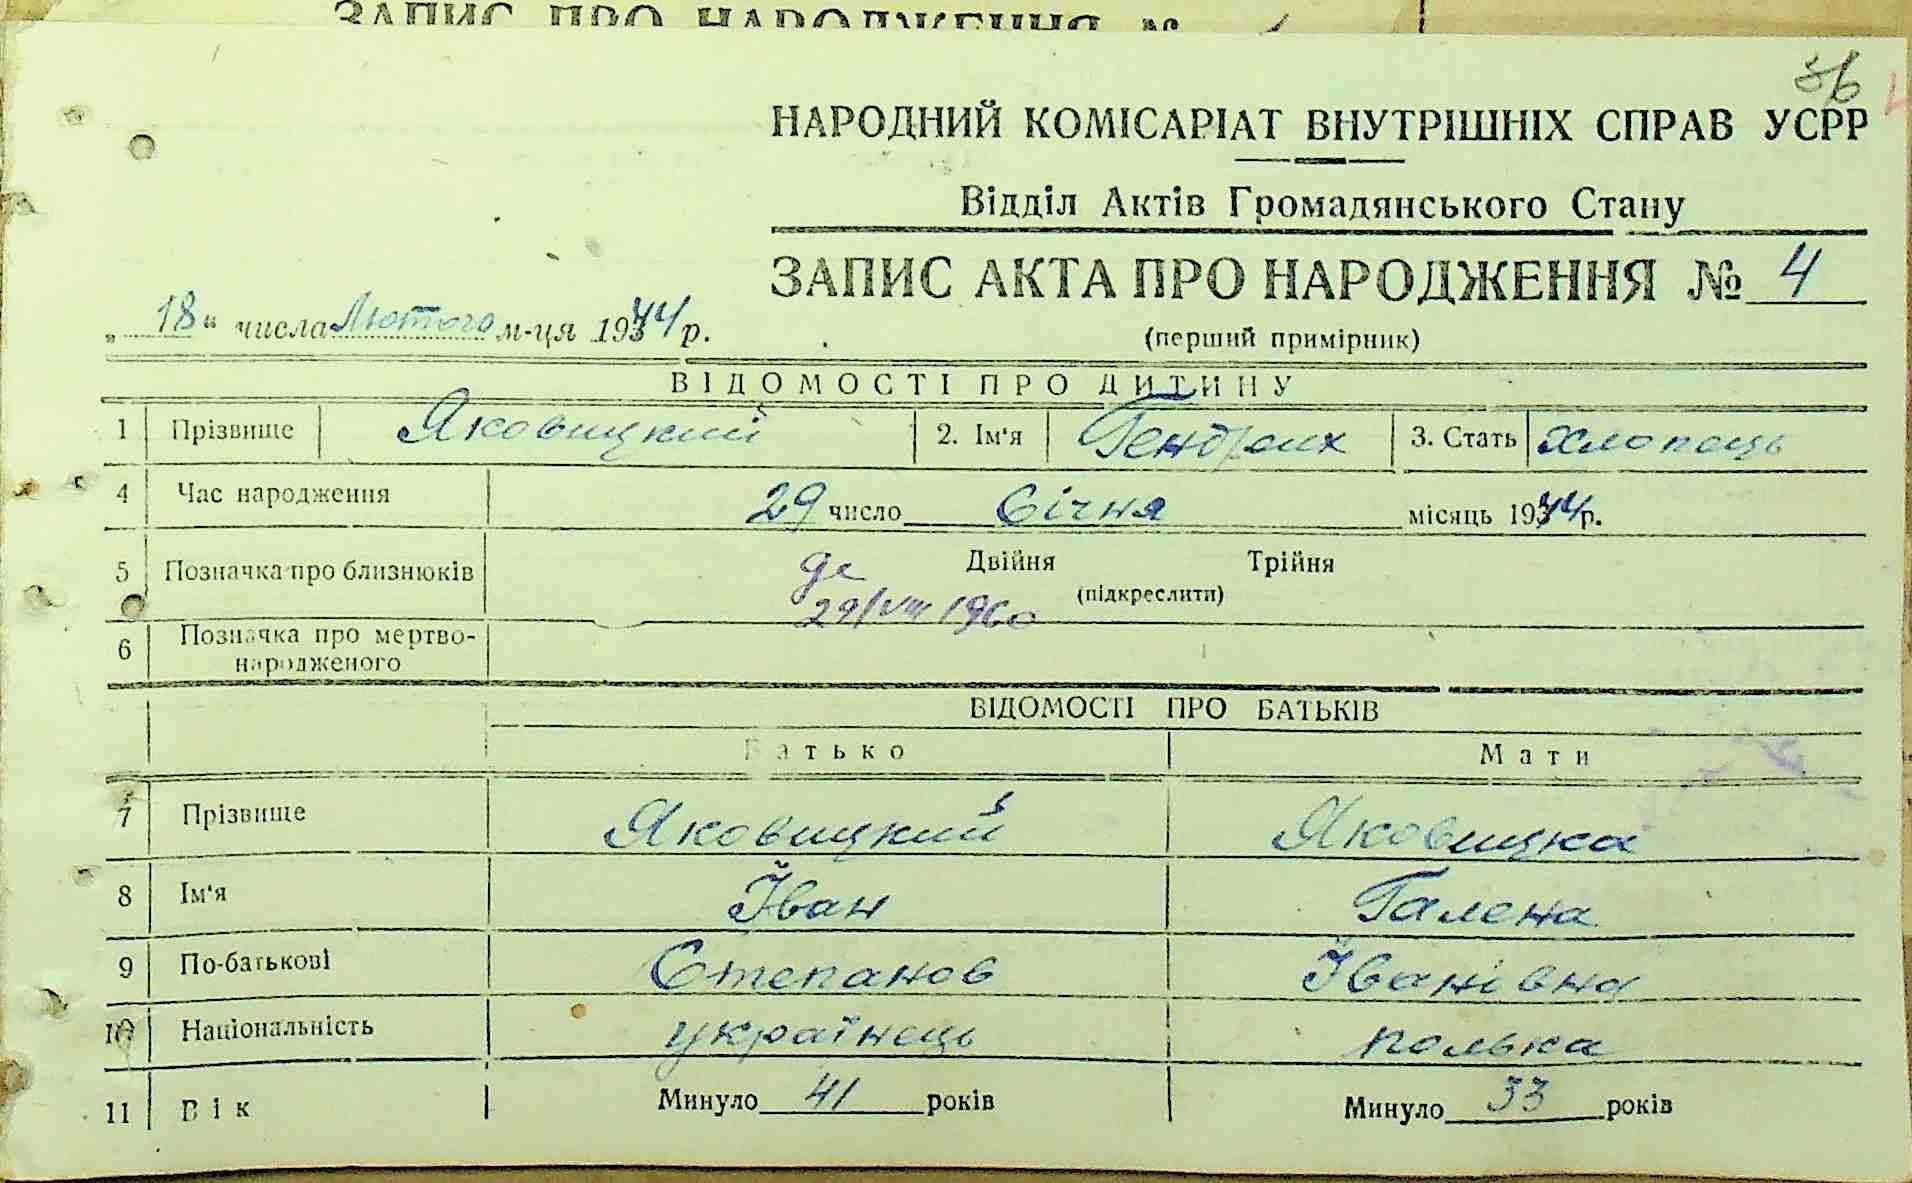 ЗАПИС ПРО НАРОДЖЕННЯ №
36
НАРОДНИЙ КОМІСАРІАТ ВНУТРІШНІХ СПРАВ УСРР
Відділ Актів Громадянського Стану
ЗАПИС АКТА ПРО НАРОДЖЕННЯ № 4
„18“ числа Лютого м-ця 1944 р.
(перший примірник)
ВІДОМОСТІ ПРО ДИТИНУ
1 Прізвище Яковицкий 2. Ім'я Гендрих 3. Стать хлопець
4 Час народження 29 число Січня місяць 1944 р.
5 Позначка про близнюків Двійня Трійня
(підкреслити)
29/VIII 1960
6 Позначка про мертво-
народженого
ВІДОМОСТІ ПРО БАТЬКІВ
Батько Мати
7 Прізвище Яковицкий Яковицка
8 Ім'я Іван Галена
9 По-батькові Степанов Іванівна
10 Національність українець полька
11 Вік Минуло 41 років Минуло 33 років